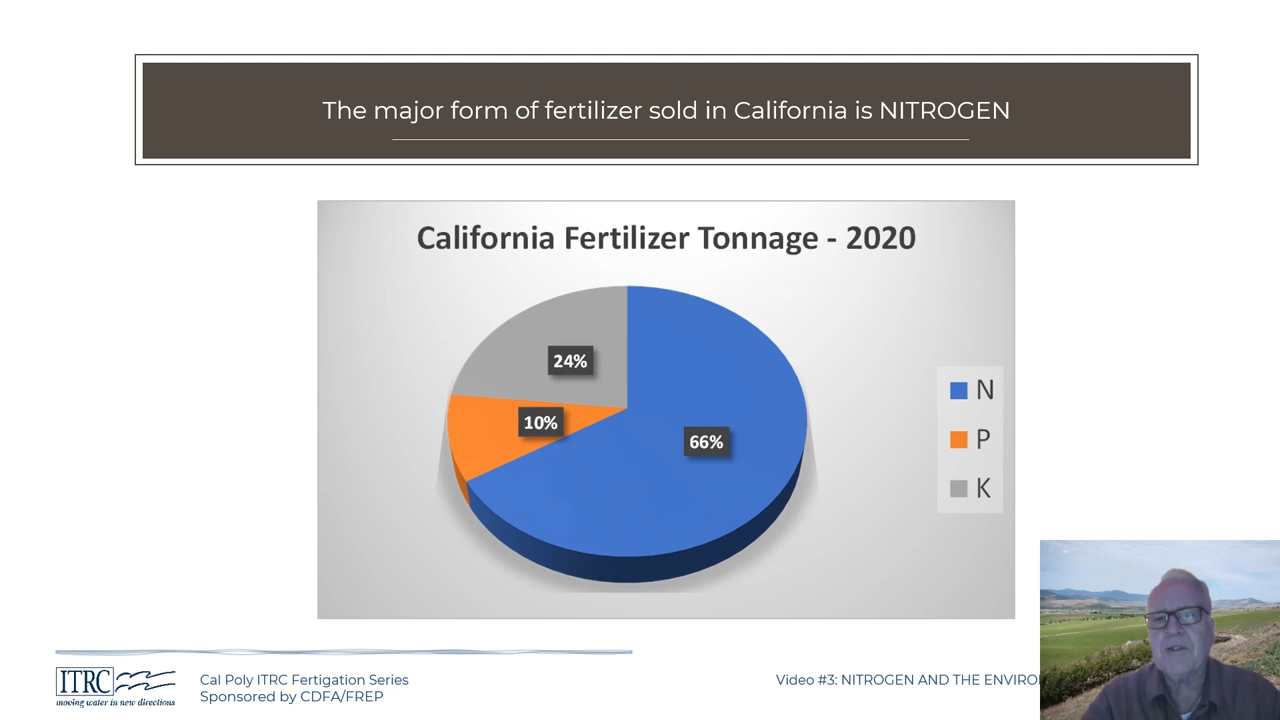 The major form of fertilizer sold in California is NITROGEN
California Fertilizer Tonnage - 2020
24%
10%
66%
N
P
K
ITRC
moving water in new directions
Cal Poly ITRC Fertigation Series
Sponsored by CDFA/FREP
Video #3: NITROGEN AND THE